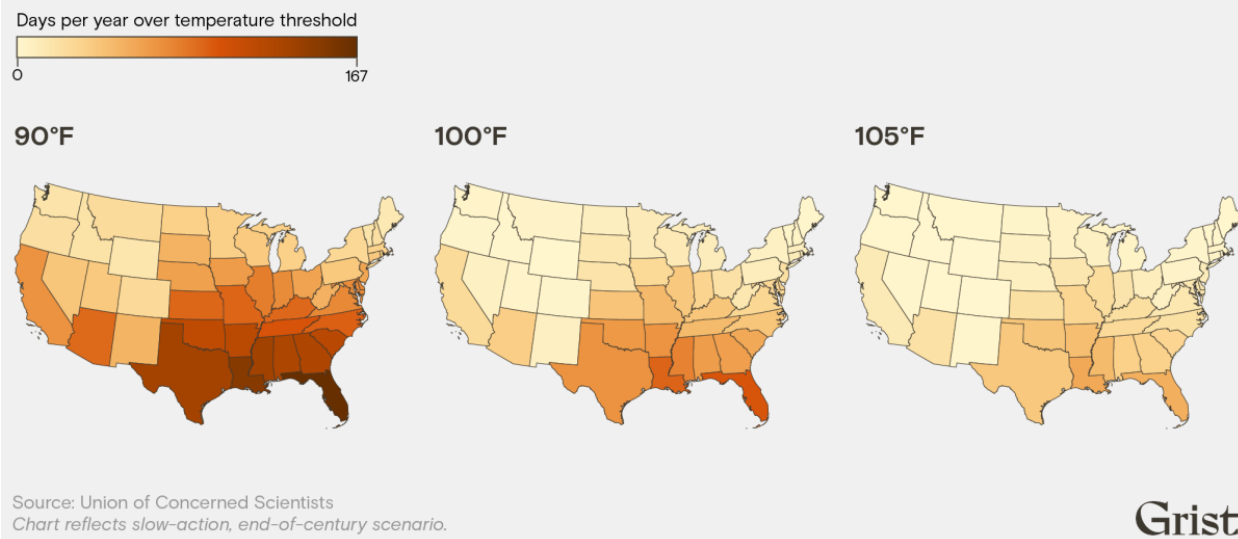 Days per year over temperature threshold
0 167
90°F 100°F 105°F
Source: Union of Concerned Scientists
Chart reflects slow-action, end-of-century scenario.
Grist